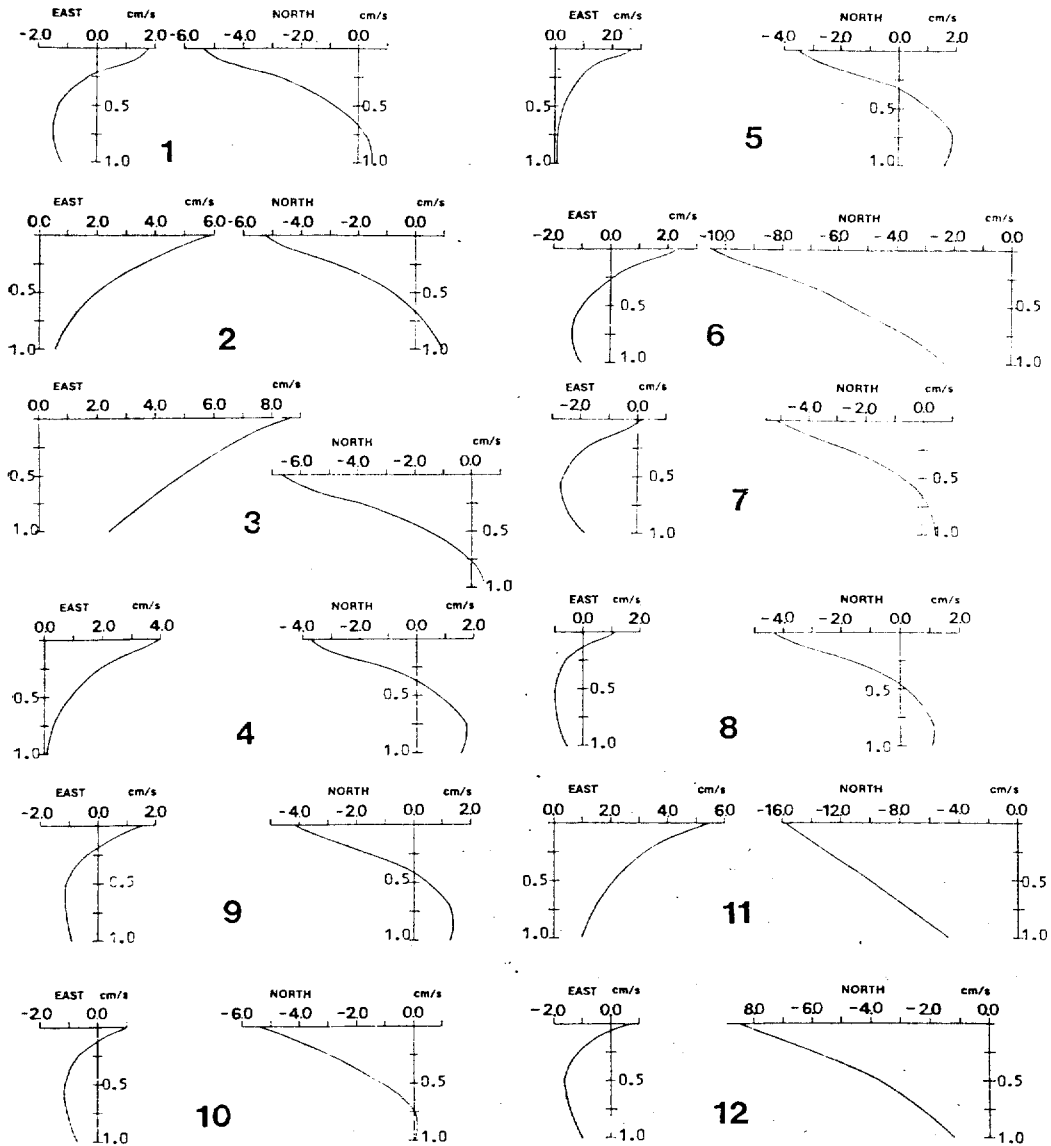 EAST cm/s NORTH cm/s
-2.0 0.0 2.0 -6.0 -4.0 -2.0 0.0
0.5 0.5
1.0 1.0
1
EAST cm/s NORTH cm/s
0.0 2.0 4.0 6.0 -6.0 -4.0 -2.0 0.0
0.5 0.5
1.0 1.0
2
EAST cm/s
0.0 2.0 4.0 6.0 8.0
NORTH cm/s
-6.0 -4.0 -2.0 0.0
0.5 0.5
1.0 1.0
3
EAST cm/s NORTH cm/s
0.0 2.0 4.0 -4.0 -2.0 0.0 2.0
0.5 0.5
1.0 1.0
4
EAST cm/s NORTH cm/s
-2.0 0.0 2.0 -4.0 -2.0 0.0 2.0
0.5 0.5
1.0 1.0
9
EAST cm/s NORTH cm/s
-2.0 0.0 2.0 -6.0 -4.0 -2.0 0.0
0.5 0.5
1.0 1.0
10
EAST cm/s NORTH cm/s
0.0 2.0 -4.0 -2.0 0.0 2.0
0.5 0.5
1.0 1.0
5
EAST cm/s NORTH cm/s
-2.0 0.0 2.0 -10.0 -8.0 -6.0 -4.0 -2.0 0.0
0.5 0.5
1.0 1.0
6
EAST cm/s NORTH cm/s
-2.0 0.0 -4.0 -2.0 0.0
0.5 0.5
1.0 1.0
7
EAST cm/s NORTH cm/s
0.0 2.0 -4.0 -2.0 0.0 2.0
0.5 0.5
1.0 1.0
8
EAST cm/s NORTH cm/s
0.0 2.0 4.0 6.0 -16.0 -12.0 -8.0 -4.0 0.0
0.5 0.5
1.0 1.0
11
EAST cm/s NORTH cm/s
-2.0 0.0 -8.0 -6.0 -4.0 -2.0 0.0
0.5 0.5
1.0 1.0
12